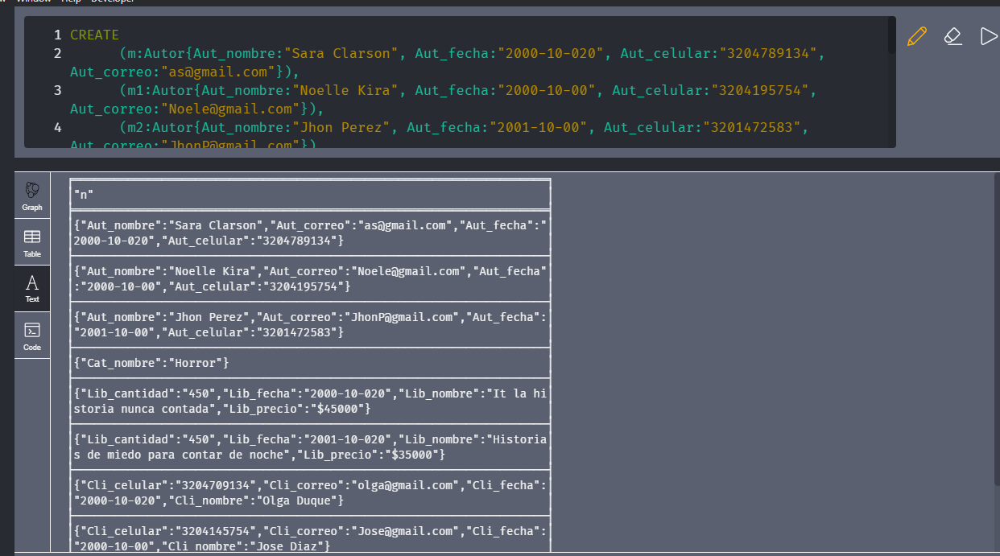 Window Help Developer
1 CREATE
2 (m:Autor{Aut_nombre:"Sara Clarson", Aut_fecha:"2000-10-020", Aut_celular:"3204789134",
Aut_correo:"as@gmail.com"}),
3 (m1:Autor{Aut_nombre:"Noelle Kira", Aut_fecha:"2000-10-00", Aut_celular:"3204195754",
Aut_correo:"Noele@gmail.com"}),
4 (m2:Autor{Aut_nombre:"Jhon Perez", Aut_fecha:"2001-10-00", Aut_celular:"3201472583",
Aut_correo:"JhonP@gmail.com"})
Graph
Table
Text
Code
"n"
{"Aut_nombre":"Sara Clarson","Aut_correo":"as@gmail.com","Aut_fecha":"
2000-10-020","Aut_celular":"3204789134"}
{"Aut_nombre":"Noelle Kira","Aut_correo":"Noele@gmail.com","Aut_fecha"
:"2000-10-00","Aut_celular":"3204195754"}
{"Aut_nombre":"Jhon Perez","Aut_correo":"JhonP@gmail.com","Aut_fecha":
"2001-10-00","Aut_celular":"3201472583"}
{"Cat_nombre":"Horror"}
{"Lib_cantidad":"450","Lib_fecha":"2000-10-020","Lib_nombre":"It la hi
storia nunca contada","Lib_precio":"$45000"}
{"Lib_cantidad":"450","Lib_fecha":"2001-10-020","Lib_nombre":"Historia
s de miedo para contar de noche","Lib_precio":"$35000"}
{"Cli_celular":"3204709134","Cli_correo":"olga@gmail.com","Cli_fecha":
"2000-10-020","Cli_nombre":"Olga Duque"}
{"Cli_celular":"3204145754","Cli_correo":"Jose@gmail.com","Cli_fecha":
"2000-10-00","Cli_nombre":"Jose Diaz"}